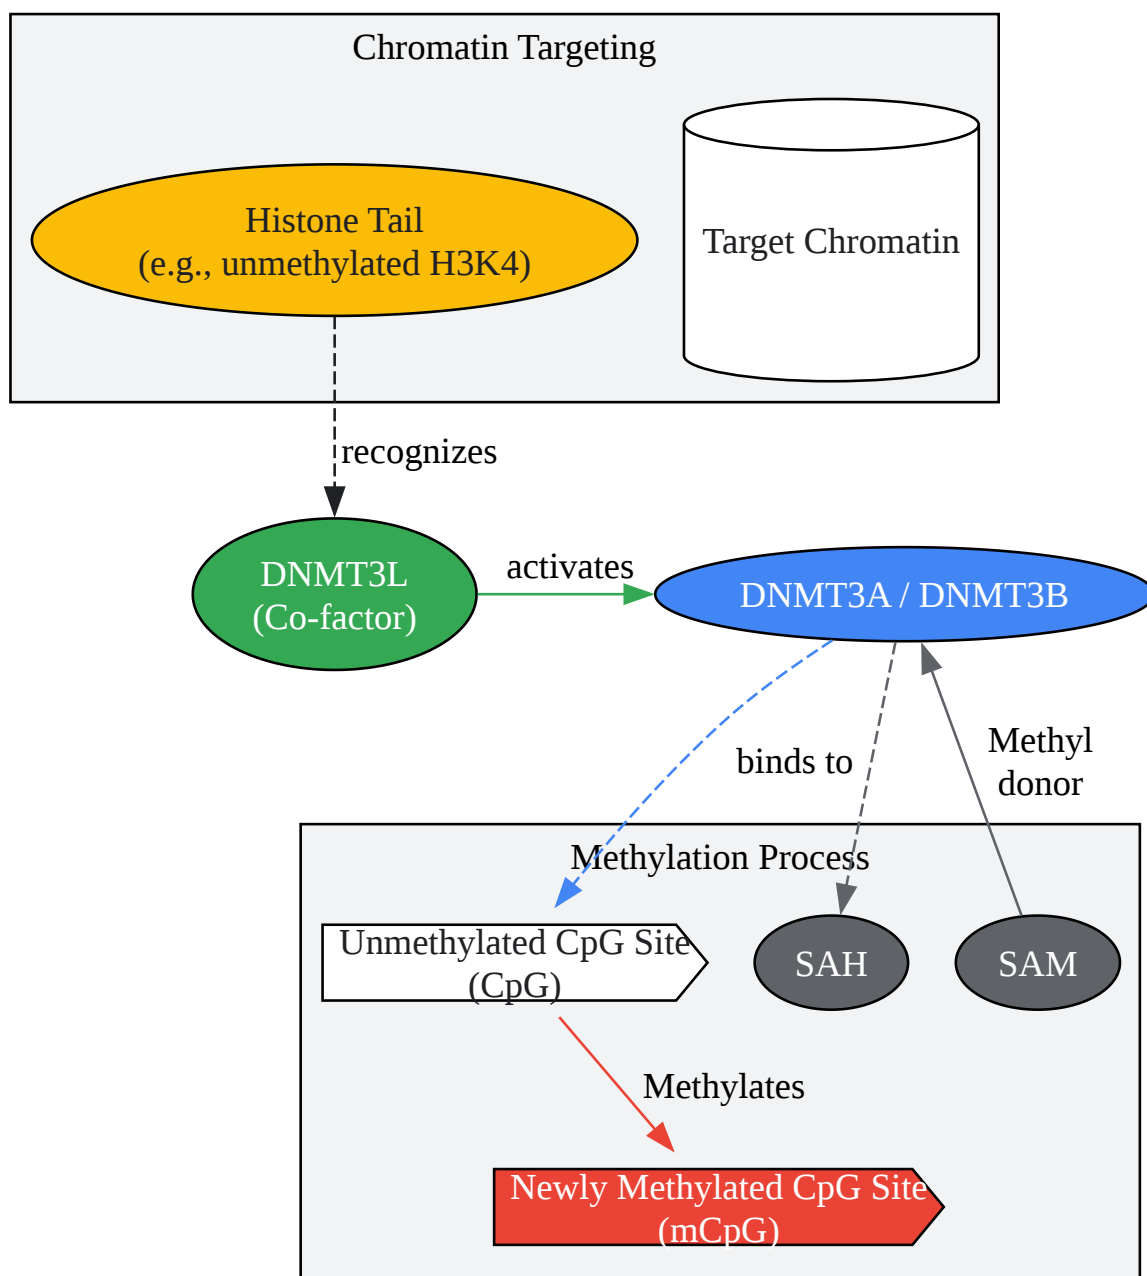 Chromatin Targeting
Histone Tail
(e.g., unmethylated H3K4)
Target Chromatin
recognizes
DNMT3L
(Co-factor)
activates
DNMT3A / DNMT3B
binds to
Methyl
donor
Methylation Process
Unmethylated CpG Site
(CpG)
SAH
SAM
Methylates
Newly Methylated CpG Site
(mCpG)